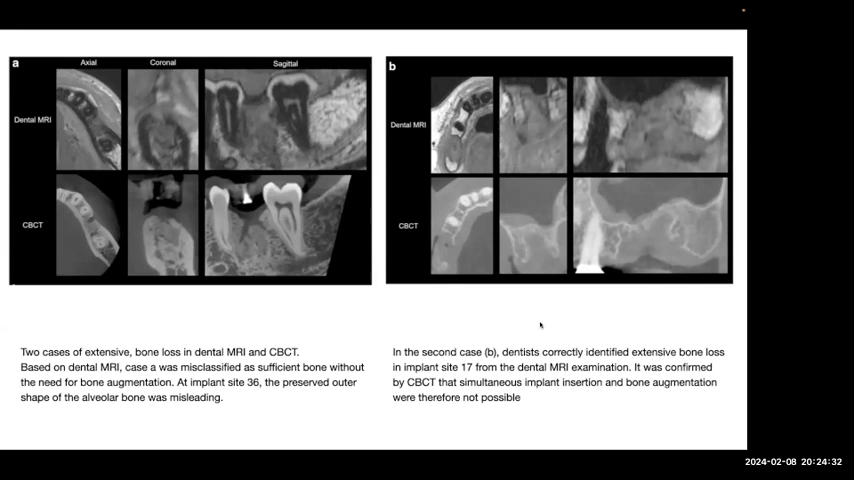 a
Axial
Coronal
Sagittal
Dental MRI
CBCT
b
Dental MRI
CBCT
Two cases of extensive, bone loss in dental MRI and CBCT.
Based on dental MRI, case a was misclassified as sufficient bone without
the need for bone augmentation. At implant site 36, the preserved outer
shape of the alveolar bone was misleading.
In the second case (b), dentists correctly identified extensive bone loss
in implant site 17 from the dental MRI examination. It was confirmed
by CBCT that simultaneous implant insertion and bone augmentation
were therefore not possible
2024-02-08 20:24:32